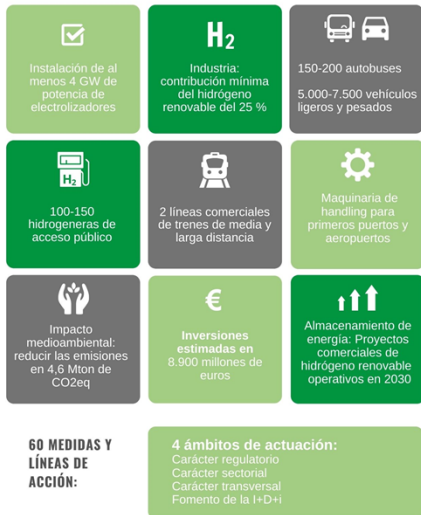 Instalación de al
menos 4 GW de
potencia de
electrolizadores
H2
Industria:
contribución mínima
del hidrógeno
renovable del 25 %
150-200 autobuses
5.000-7.500 vehículos
ligeros y pesados
H2
100-150
hidrogeneras de
acceso público
2 líneas comerciales
de trenes de media y
larga distancia
Maquinaria de
handling para
primeros puertos y
aeropuertos
Impacto
medioambiental:
reducir las emisiones
en 4,6 Mton de
CO2eq
€
Inversiones
estimadas en
8.900 millones de
euros
Almacenamiento de
energía: Proyectos
comerciales de
hidrógeno renovable
operativos en 2030
60 MEDIDAS Y
LÍNEAS DE
ACCIÓN:
4 ámbitos de actuación:
Carácter regulatorio
Carácter sectorial
Carácter transversal
Fomento de la I+D+i